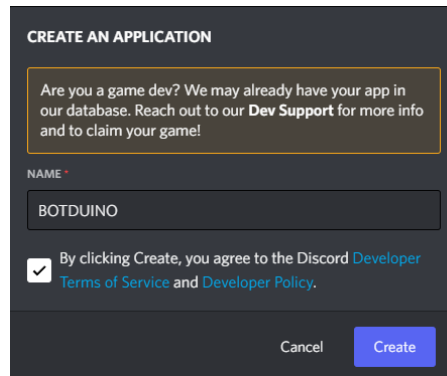 CREATE AN APPLICATION
Are you a game dev? We may already have your app in
our database. Reach out to our Dev Support for more info
and to claim your game!
NAME *
BOTDUINO
By clicking Create, you agree to the Discord Developer
Terms of Service and Developer Policy.
Cancel Create